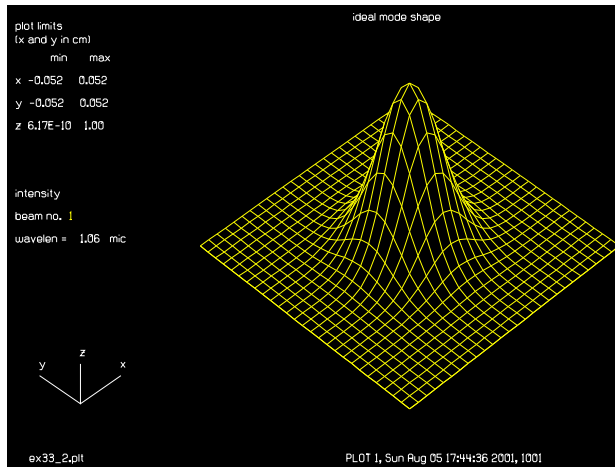 ideal mode shape
plot limits
(x and y in cm)
min max
x -0.052 0.052
y -0.052 0.052
z 6.17E-10 1.00
intensity
beam no. 1
wavelen = 1.06 mic
z
y x
ex33_2.plt
PLOT 1, Sun Aug 05 17:44:36 2001, I001